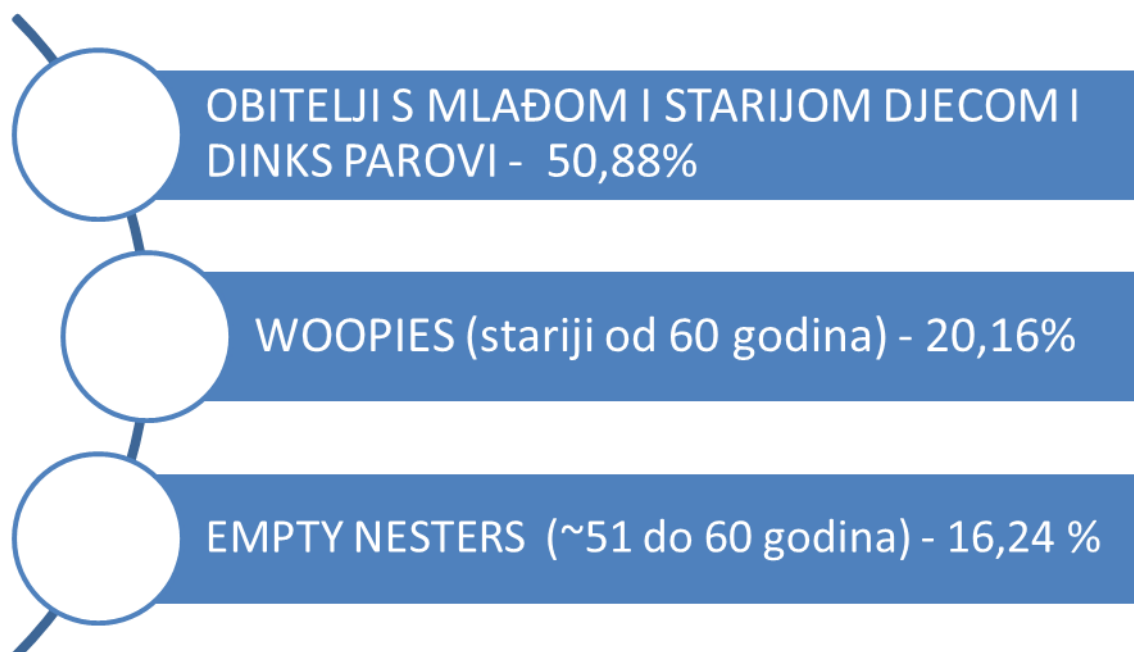 OBITELJI S MLAĐOM I STARIJOM DJECOM I
DINKS PAROVI - 50,88%
WOOPIES (stariji od 60 godina) - 20,16%
EMPTY NESTERS (~51 do 60 godina) - 16,24 %